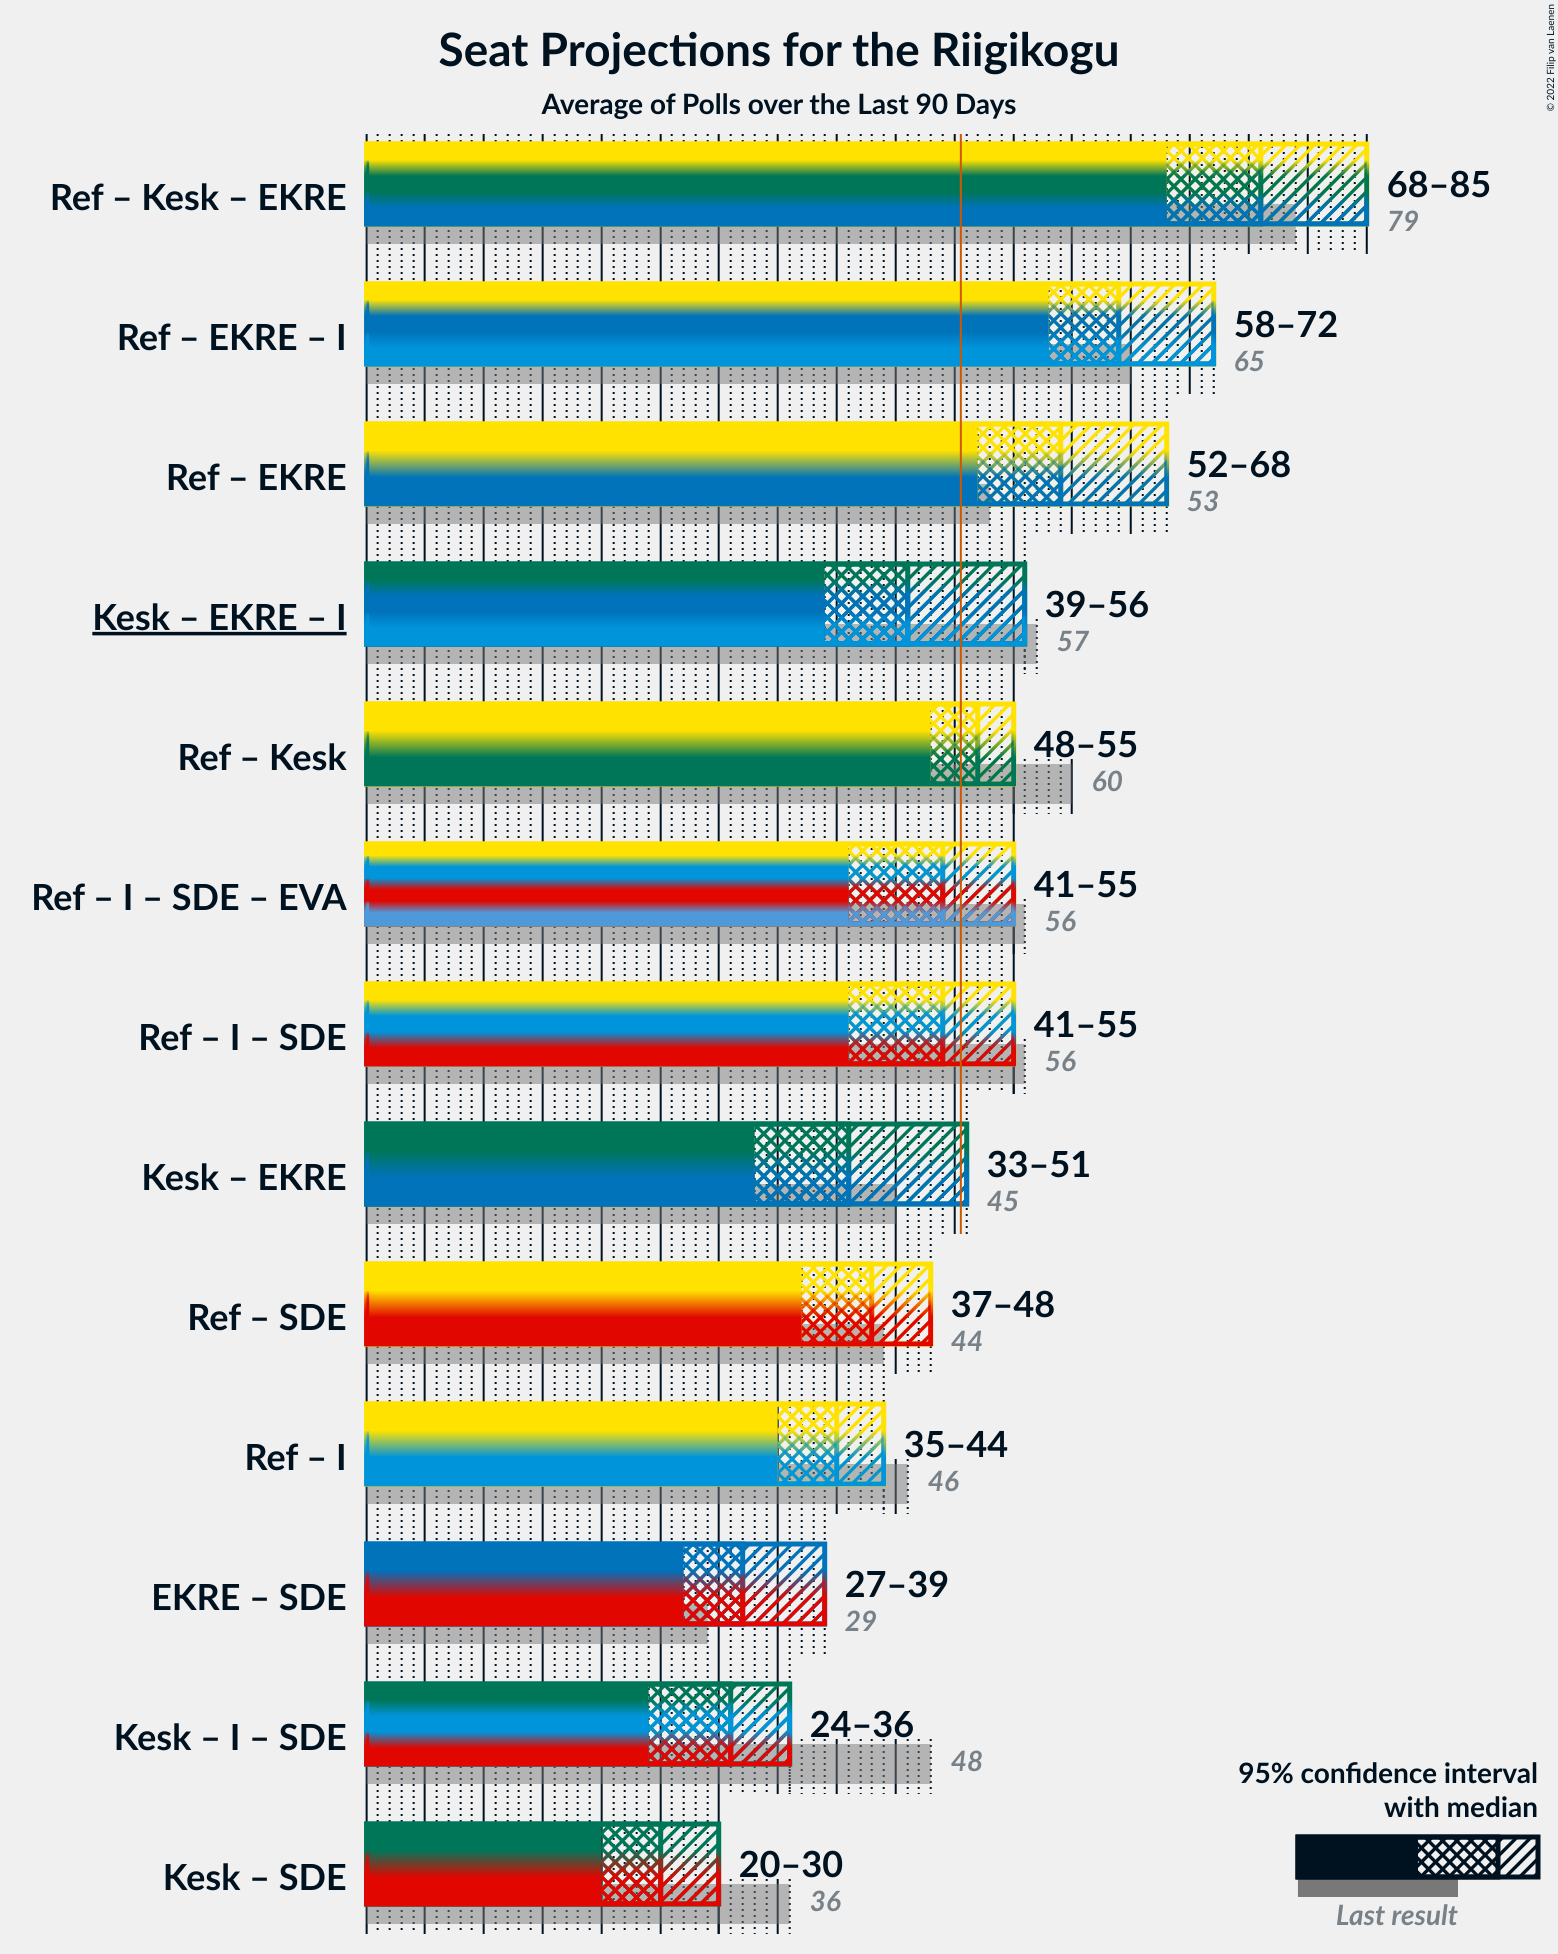 Seat Projections for the Riigikogu
Average of Polls over the Last 90 Days
© 2022 Filip van Laenen
Ref – Kesk – EKRE
68–85
79
Ref – EKRE – I
58–72
65
Ref – EKRE
52–68
53
Kesk – EKRE – I
39–56
57
Ref – Kesk
48–55
60
Ref – I – SDE – EVA
41–55
56
Ref – I – SDE
41–55
56
Kesk – EKRE
33–51
45
Ref – SDE
37–48
44
Ref – I
35–44
46
EKRE – SDE
27–39
29
Kesk – I – SDE
24–36
48
Kesk – SDE
20–30
36
95% confidence interval
with median
Last result